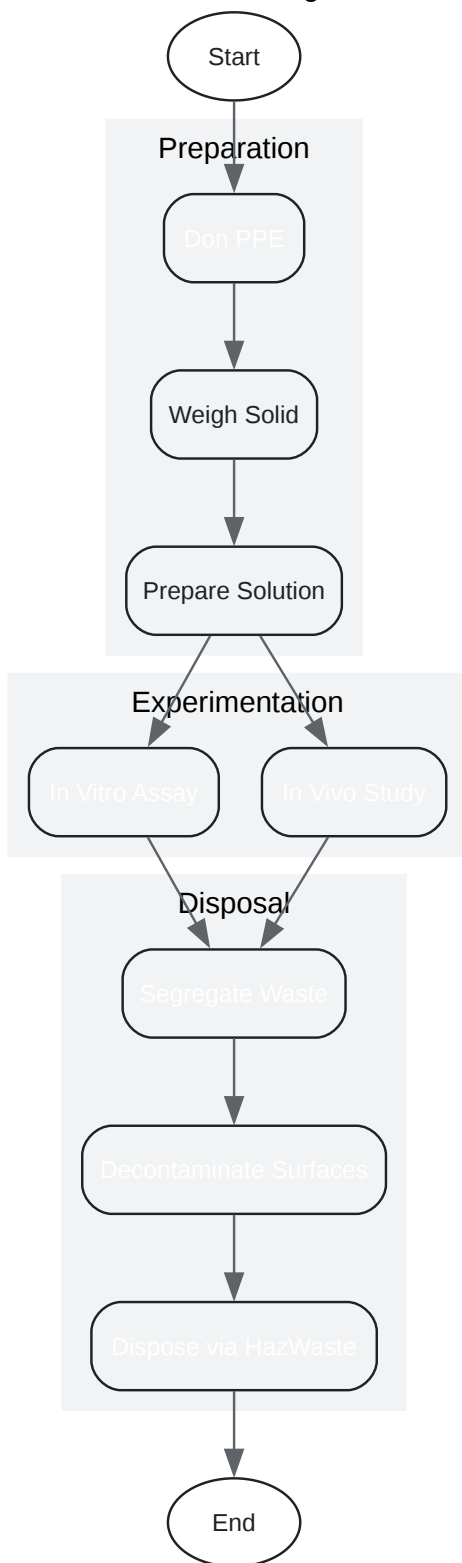 Start
Preparation
Don PPE
Weigh Solid
Prepare Solution
Experimentation
In Vitro Assay
In Vivo Study
Disposal
Segregate Waste
Decontaminate Surfaces
Dispose via HazWaste
End